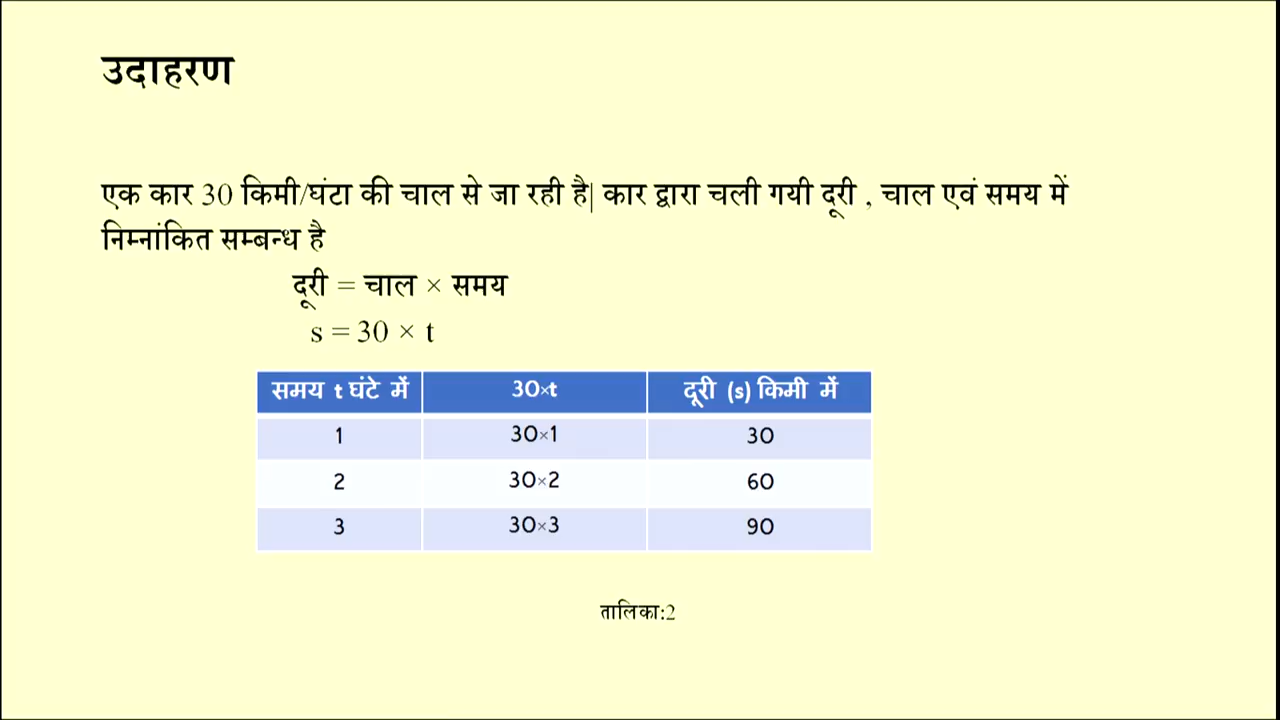 उदाहरण
एक कार 30 किमी/घंटा की चाल से जा रही है| कार द्वारा चली गयी दूरी , चाल एवं समय में
निम्नांकित सम्बन्ध है
दूरी = चाल × समय
s = 30 × t
समय t घंटे में 30×t दूरी (s) किमी में
1 30×1 30
2 30×2 60
3 30×3 90
तालिका:2